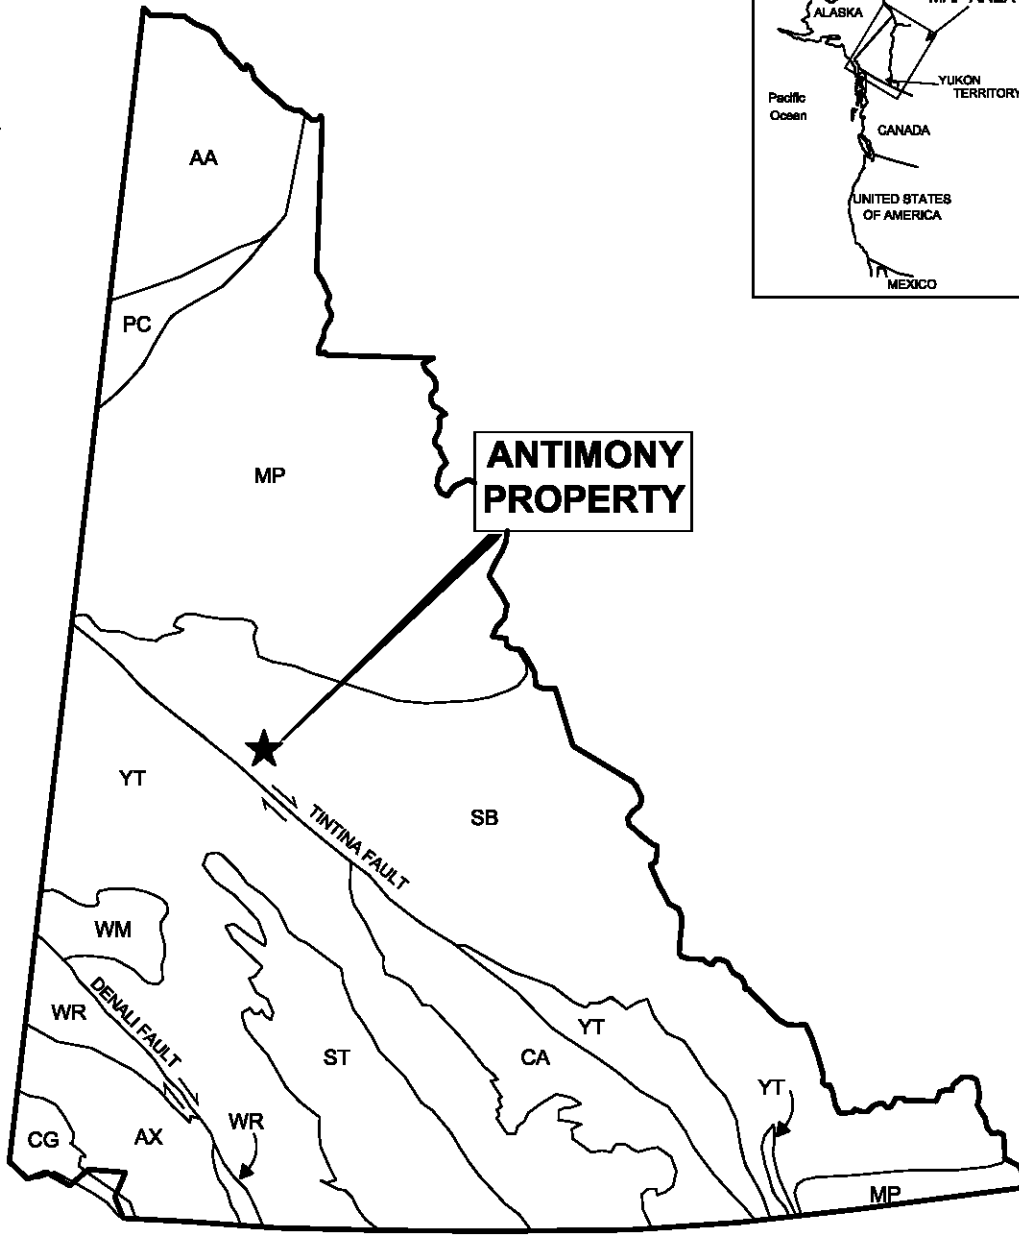 ALASKA
MAP AREA
YUKON
TERRITORY
Pacific
Ocean
CANADA
UNITED STATES
OF AMERICA
MEXICO
AA
PC
MP
ANTIMONY
PROPERTY
YT
SB
TINTINA FAULT
WM
DENALI FAULT
WR
YT
ST
CA
YT
WR
AX
CG
MP